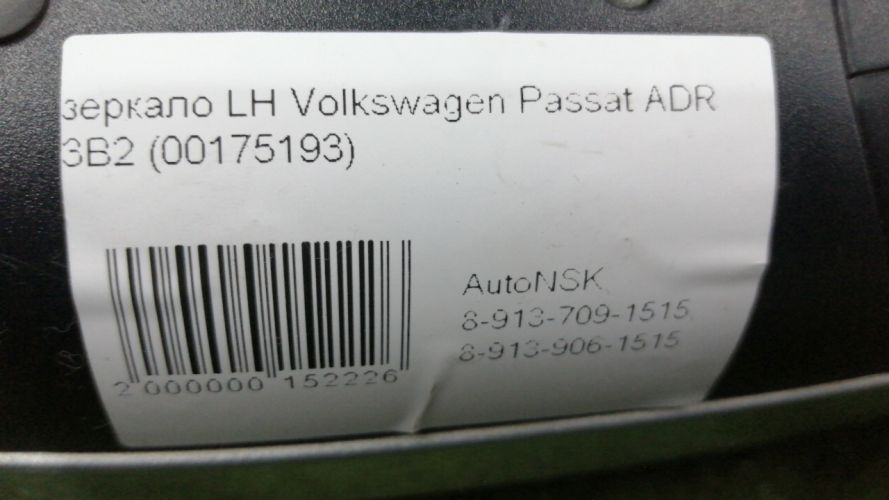 зеркало LH Volkswagen Passat ADR
3B2 (00175193)
AutoNSK
8-913-709-1515
8-913-906-1515
2 000000 152226